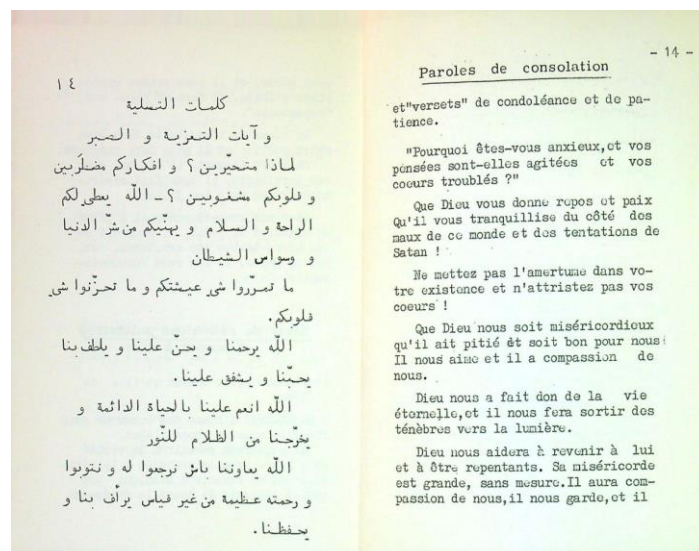 ١٤
كلمات التسلية
و آيات التعزية و الصبر
لماذا متحيّرين ؟ و افكاركم مضطربين
و قلوبكم مشغوبين ؟ ـ اللّه يعطي لكم
الراحة و السلام و يهنّيكم من شرّ الدنيا
و وسواس الشيطان
ما تمرّروا شي عيشتكم و ما تحزّنوا شي
قلوبكم.
اللّه يرحمنا و يحنّ علينا و يلطف بنا
يحبّنا و يشفق علينا.
اللّه انعم علينا بالحياة الدائمة و
يخرّجنا من الظلام للنّور
اللّه يعاوننا باش نرجعوا له و نتوبوا
و رحمته عظيمة من غير قياس يرأف بنا و
يحفظنا.
- 14 -
Paroles de consolation
et"versets" de condoléance et de pa-
tience.
"Pourquoi êtes-vous anxieux,et vos
pensées sont-elles agitées et vos
coeurs troublés ?"
Que Dieu vous donne repos et paix
Qu'il vous tranquillise du côté des
maux de ce monde et des tentations de
Satan !
Ne mettez pas l'amertume dans vo-
tre existence et n'attristez pas vos
coeurs !
Que Dieu nous soit miséricordieux
qu'il ait pitié et soit bon pour nous!
Il nous aime et il a compassion de
nous.
Dieu nous a fait don de la vie
éternelle,et il nous fera sortir des
ténèbres vers la lumière.
Dieu nous aidera à revenir à lui
et à être repentants. Sa miséricorde
est grande, sans mesure.Il aura com-
passion de nous,il nous garde,et il